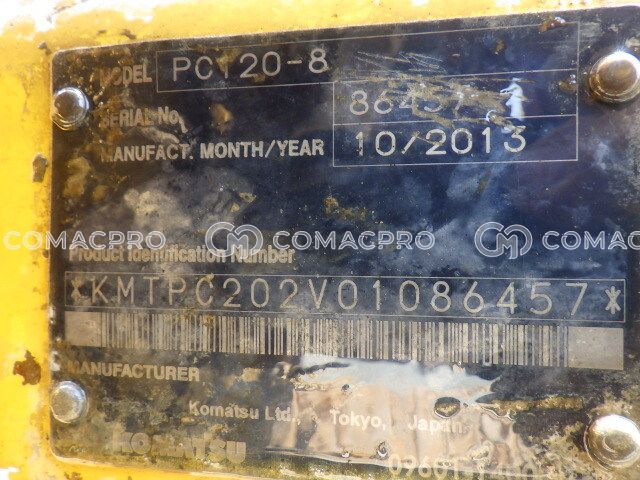 MODEL PC120-8
SERIAL No. 86457
MANUFACT. MONTH/YEAR 10/2013
COMACPRO COMACPRO
Product Identification Number
*KMTPC202V01086457*
MANUFACTURER
Komatsu Ltd., Tokyo, Japan
KOMATSU